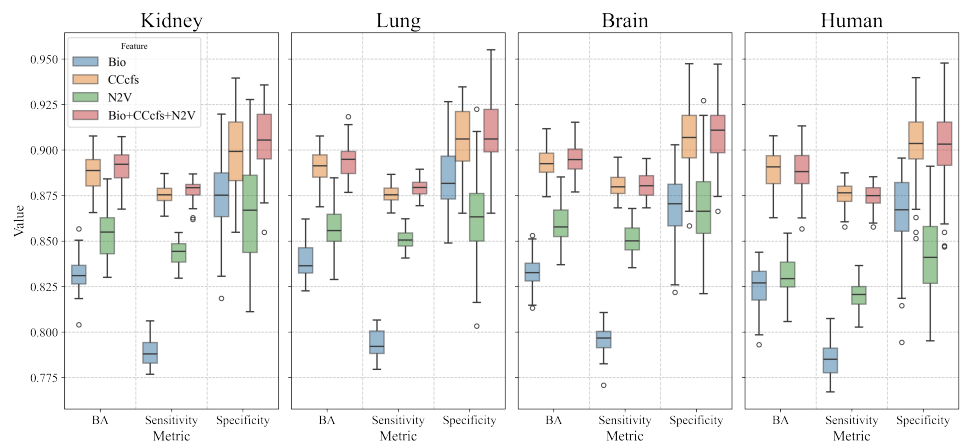 Kidney
Lung
Brain
Human
Feature
Bio
CCcfs
N2V
Bio+CCcfs+N2V
Value
0.950
0.925
0.900
0.875
0.850
0.825
0.800
0.775
BA Sensitivity Specificity
Metric
BA Sensitivity Specificity
Metric
BA Sensitivity Specificity
Metric
BA Sensitivity Specificity
Metric